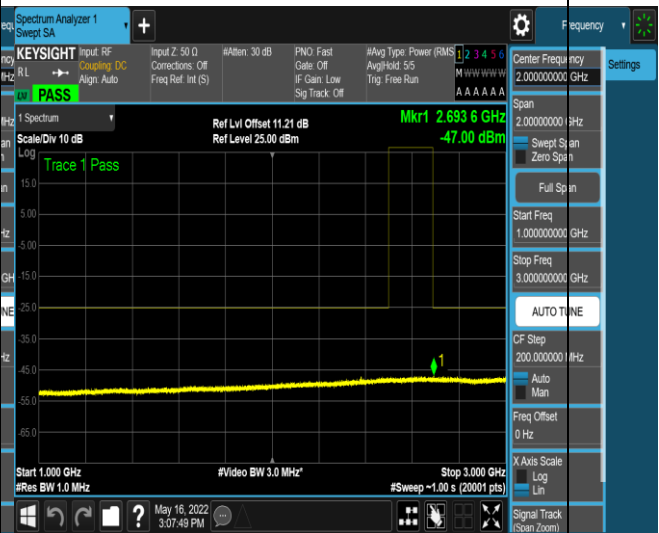 Spectrum Analyzer 1
Swept SA
Frequency
KEYSIGHT
Input: RF
Coupling: DC
Align: Auto
Input Z: 50 Ω
Corrections: Off
Freq Ref: Int (S)
#Atten: 30 dB
PNO: Fast
Gate: Off
IF Gain: Low
Sig Track: Off
#Avg Type: Power (RMS
Avg|Hold: 5/5
Trig: Free Run
1 2 3 4 5 6
M W W W W W
A A A A A A
R L
LXI
PASS
1 Spectrum
Scale/Div 10 dB
Log
Ref Lvl Offset 11.21 dB
Ref Level 25.00 dBm
Mkr1 2.693 6 GHz
-47.00 dBm
Trace 1 Pass
15.0
5.00
-5.00
-15.0
-25.0
-35.0
-45.0
-55.0
-65.0
1
Start 1.000 GHz
#Res BW 1.0 MHz
#Video BW 3.0 MHz*
Stop 3.000 GHz
#Sweep ~1.00 s (20001 pts)
May 16, 2022
3:07:49 PM
?
Center Frequency
2.000000000 GHz
Settings
Span
2.00000000 GHz
Swept Span
Zero Span
Full Span
Start Freq
1.000000000 GHz
Stop Freq
3.000000000 GHz
AUTO TUNE
CF Step
200.000000 MHz
Auto
Man
Freq Offset
0 Hz
X Axis Scale
Log
Lin
Signal Track
(Span Zoom)